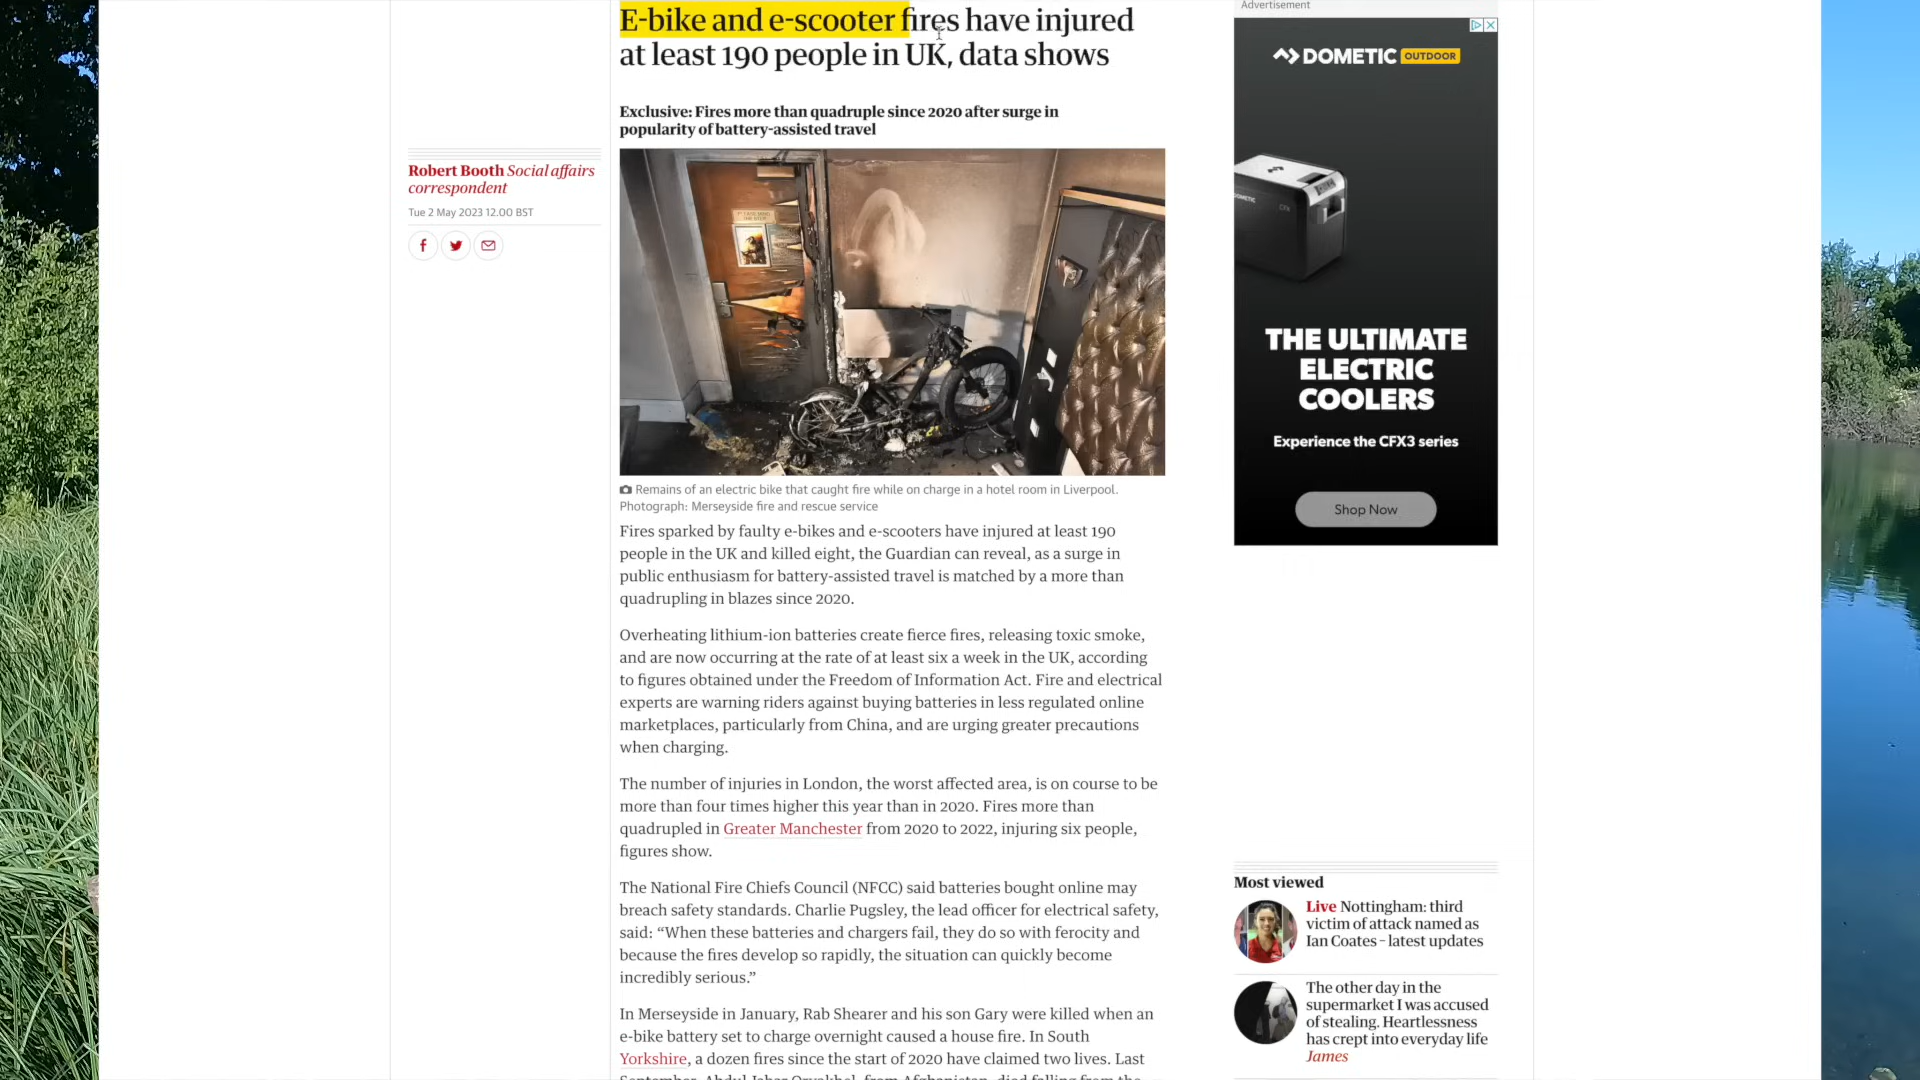 E-bike and e-scooter fires have injured
at least 190 people in UK, data shows
Exclusive: Fires more than quadruple since 2020 after surge in
popularity of battery-assisted travel
Robert Booth Social affairs
correspondent
Tue 2 May 2023 12.00 BST
Remains of an electric bike that caught fire while on charge in a hotel room in Liverpool.
Photograph: Merseyside fire and rescue service
Fires sparked by faulty e-bikes and e-scooters have injured at least 190
people in the UK and killed eight, the Guardian can reveal, as a surge in
public enthusiasm for battery-assisted travel is matched by a more than
quadrupling in blazes since 2020.
Overheating lithium-ion batteries create fierce fires, releasing toxic smoke,
and are now occurring at the rate of at least six a week in the UK, according
to figures obtained under the Freedom of Information Act. Fire and electrical
experts are warning riders against buying batteries in less regulated online
marketplaces, particularly from China, and are urging greater precautions
when charging.
The number of injuries in London, the worst affected area, is on course to be
more than four times higher this year than in 2020. Fires more than
quadrupled in Greater Manchester from 2020 to 2022, injuring six people,
figures show.
The National Fire Chiefs Council (NFCC) said batteries bought online may
breach safety standards. Charlie Pugsley, the lead officer for electrical safety,
said: “When these batteries and chargers fail, they do so with ferocity and
because the fires develop so rapidly, the situation can quickly become
incredibly serious.”
In Merseyside in January, Rab Shearer and his son Gary were killed when an
e-bike battery set to charge overnight caused a house fire. In South
Yorkshire, a dozen fires since the start of 2020 have claimed two lives. Last
Advertisement
DOMETIC OUTDOOR
DOMETIC
CFX
THE ULTIMATE
ELECTRIC
COOLERS
Experience the CFX3 series
Shop Now
Most viewed
Live Nottingham: third
victim of attack named as
Ian Coates – latest updates
The other day in the
supermarket I was accused
of stealing. Heartlessness
has crept into everyday life
James